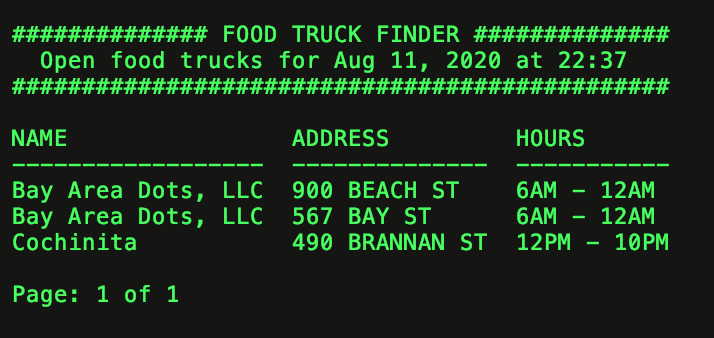 ############## FOOD TRUCK FINDER ##############
  Open food trucks for Aug 11, 2020 at 22:37
###############################################

NAME                ADDRESS         HOURS
------------------  --------------  -----------
Bay Area Dots, LLC  900 BEACH ST    6AM - 12AM
Bay Area Dots, LLC  567 BAY ST      6AM - 12AM
Cochinita           490 BRANNAN ST  12PM - 10PM

Page: 1 of 1